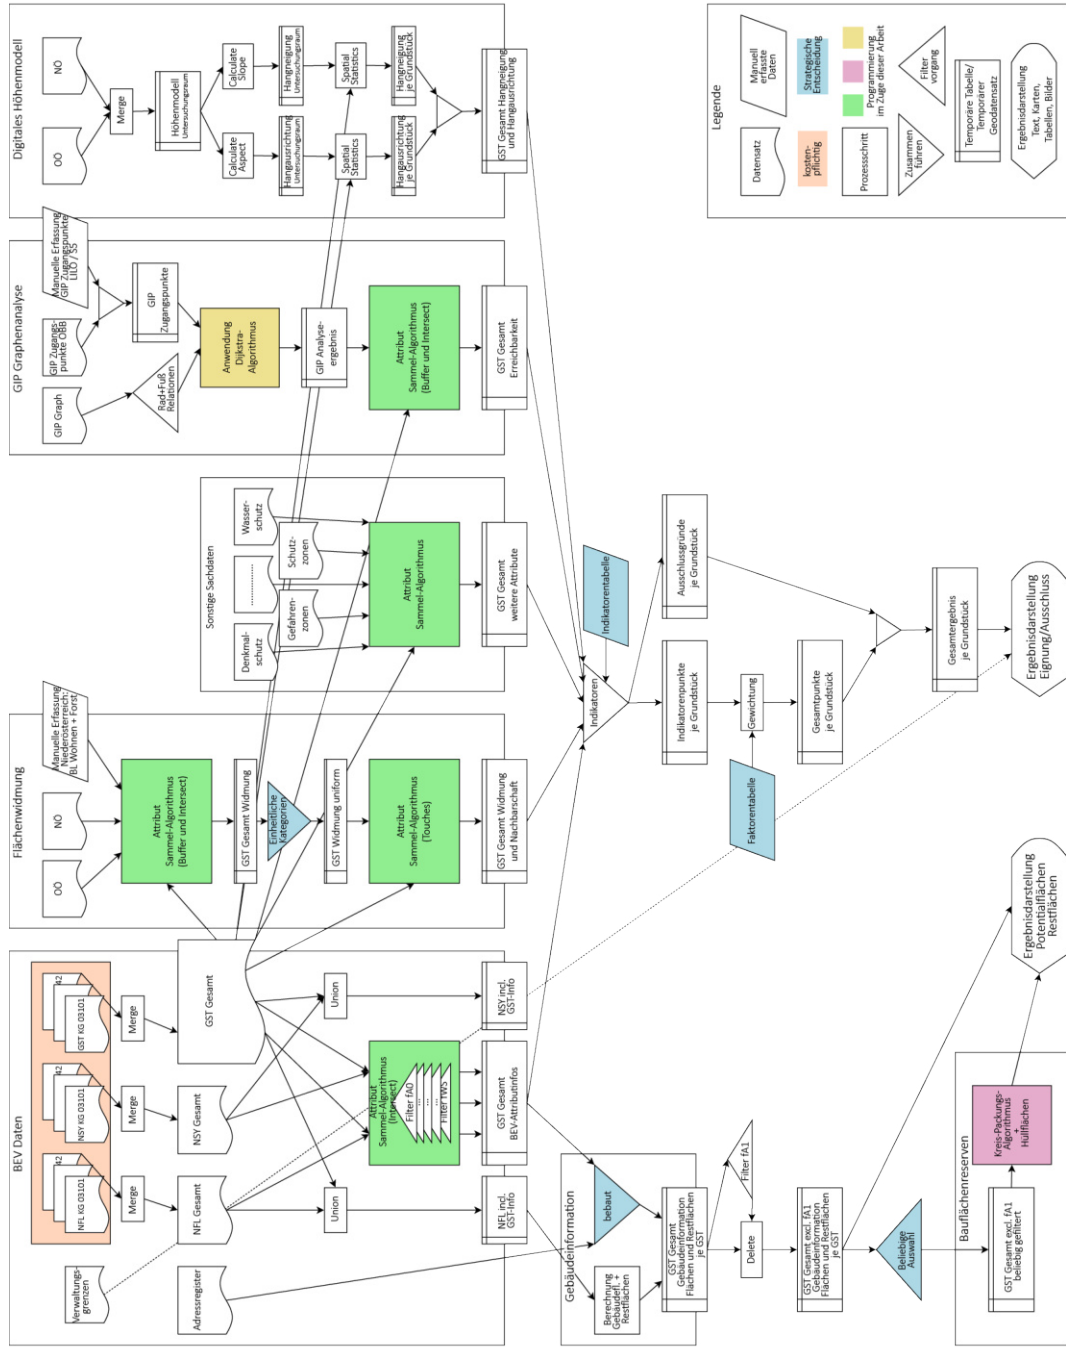 BEV Daten
NFL KG 03101
42
NSY KG 03101
42
GST KG 03101
42
Merge
Merge
Merge
Verwaltungs-
grenzen
Adressregister
NFL Gesamt
NSY Gesamt
GST Gesamt
Union
Attribut
Sammel-Algorithmus
(Intersect)
Filter fA0
...
...
Filter fWS
Union
NFL incl.
GST-Info
GST Gesamt
BEV-Attributinfos
NSY incl.
GST-Info
Flächenwidmung
OÖ
NÖ
Manuelle Erfassung
Niederösterreich:
BL Wohnen + Forst
Attribut
Sammel-Algorithmus
(Buffer und Intersect)
GST Gesamt Widmung
Einheitliche
Kategorien
GST Widmung uniform
Attribut
Sammel-Algorithmus
(Touches)
GST Gesamt Widmung
und Nachbarschaft
Sonstige Sachdaten
Denkmal-
schutz
Gefahren-
zonen
..........
Schutz-
zonen
Wasser-
schutz
Attribut
Sammel-Algorithmus
GST Gesamt
weitere Attribute
GIP Graphenanalyse
GIP Graph
GIP Zugangs-
punkte ÖBB
Manuelle Erfassung
GIP Zugangspunkte
LILO / SS
Rad+Fuß
Relationen
GIP
Zugangspunkte
Anwendung
Dijkstra-
Algorithmus
GIP Analyse-
ergebnis
Attribut
Sammel-Algorithmus
(Buffer und Intersect)
GST Gesamt
Erreichbarkeit
Digitales Höhenmodell
OÖ
NÖ
Merge
Höhenmodell
Untersuchungsraum
Calculate
Aspect
Calculate
Slope
Hangausrichtung
Untersuchungsraum
Hangneigung
Untersuchungsraum
Spatial
Statistics
Spatial
Statistics
Hangausrichtung
je Grundstück
Hangneigung
je Grundstück
GST Gesamt Hangneigung
und Hangausrichtung
Gebäudeinformation
Berechnung
Gebäudefl. +
Restflächen
bebaut
GST Gesamt
Gebäudeinformation
Flächen und Restflächen
je GST
Delete
Filter fA1
GST Gesamt excl. fA1
Gebäudeinformation
Flächen und Restflächen
je GST
Beliebige
Auswahl
Bauflächenreserven
GST Gesamt excl. fA1
beliebig gefiltert
Kreis-Packungs-
Algorithmus
+
Hüllflächen
Ergebnisdarstellung
Potentialflächen
Restflächen
Indikatoren
Indikatorentabelle
Indikatorenpunkte
je Grundstück
Ausschlussgründe
je Grundstück
Faktorentabelle
Gewichtung
Gesamtpunkte
je Grundstück
Gesamtergebnis
je Grundstück
Ergebnisdarstellung
Eignung/Ausschluss
Legende
Datensatz
Manuell
erfasste
Daten
kosten-
pflichtig
Strategische
Entscheidung
Prozessschritt
Programmierung
im Zuge dieser Arbeit
Zusammen
führen
Filter
vorgang
Temporäre Tabelle/
Temporärer
Geodatensatz
Ergebnisdarstellung
Text, Karten,
Tabellen, Bilder